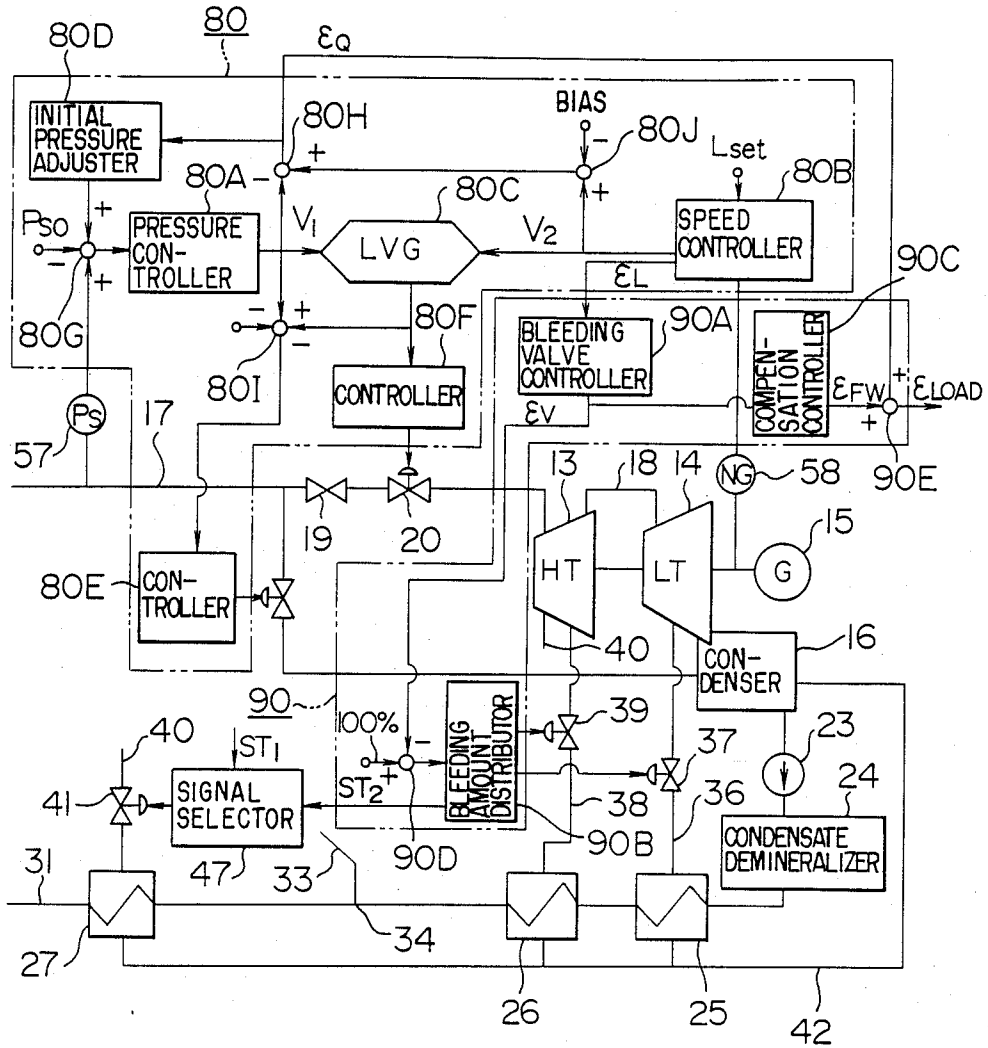 80D
80
εQ
INITIAL
PRESSURE
ADJUSTER
80H
BIAS
80J
Lset
80B
80A
80C
+
-
-
+
+
PSO
PRESSURE
CON-
TROLLER
V1
LVG
V2
SPEED
CONTROLLER
90C
-
+
80G
+
-
-
εL
80F
90A
BLEEDING
VALVE
CONTROLLER
COMPEN-
SATION
CONTROLLER
80I
CONTROLLER
εFW
+
+
εLOAD
PS
57
17
εV
90E
13
18
14
NG
58
19
20
15
HT
LT
G
80E
CON-
TROLLER
40
16
CON-
DENSER
90
40
100%
-
BLEEDING
AMOUNT
DISTRIBUTOR
39
37
23
ST1
ST2
+
41
SIGNAL
SELECTOR
38
36
24
CONDENSATE
DEMINERALIZER
47
33
90D
90B
31
34
27
26
25
42